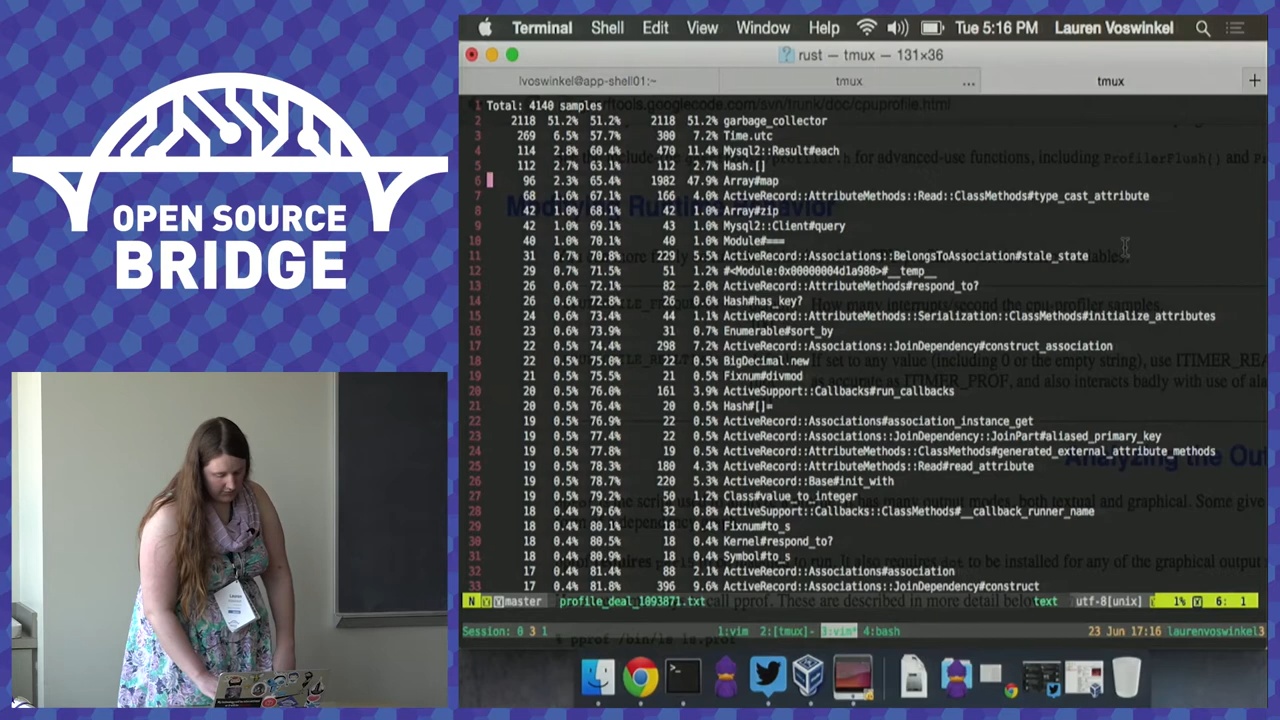 OPEN SOURCE
BRIDGE
Terminal Shell Edit View Window Help Tue 5:16 PM Lauren Voswinkel
rust — tmux — 131×36
lvoswinkel@app-shell01:~ tmux ... tmux +
1 Total: 4140 samples
2 2118 51.2% 51.2% 2118 51.2% garbage_collector
3 269 6.5% 57.7% 300 7.2% Time.utc
4 114 2.8% 60.4% 470 11.4% Mysql2::Result#each
5 112 2.7% 63.1% 112 2.7% Hash.[]
6 96 2.3% 65.4% 1982 47.9% Array#map
7 68 1.6% 67.1% 166 4.0% ActiveRecord::AttributeMethods::Read::ClassMethods#type_cast_attribute
8 42 1.0% 68.1% 42 1.0% Array#zip
9 42 1.0% 69.1% 43 1.0% Mysql2::Client#query
10 40 1.0% 70.1% 40 1.0% Module#===
11 31 0.7% 70.8% 229 5.5% ActiveRecord::Associations::BelongsToAssociation#stale_state
12 29 0.7% 71.5% 51 1.2% #<Module:0x00000004d1a980>#__temp__
13 26 0.6% 72.1% 82 2.0% ActiveRecord::AttributeMethods#respond_to?
14 26 0.6% 72.8% 26 0.6% Hash#has_key?
15 24 0.6% 73.4% 44 1.1% ActiveRecord::AttributeMethods::Serialization::ClassMethods#initialize_attributes
16 23 0.6% 73.9% 31 0.7% Enumerable#sort_by
17 22 0.5% 74.4% 298 7.2% ActiveRecord::Associations::JoinDependency#construct_association
18 22 0.5% 75.0% 22 0.5% BigDecimal.new
19 21 0.5% 75.5% 21 0.5% Fixnum#divmod
20 20 0.5% 76.0% 161 3.9% ActiveSupport::Callbacks#run_callbacks
21 20 0.5% 76.4% 20 0.5% Hash#[]=
22 19 0.5% 76.9% 22 0.5% ActiveRecord::Associations#association_instance_get
23 19 0.5% 77.4% 22 0.5% ActiveRecord::Associations::JoinDependency::JoinPart#aliased_primary_key
24 19 0.5% 77.8% 19 0.5% ActiveRecord::AttributeMethods::ClassMethods#generated_external_attribute_methods
25 19 0.5% 78.3% 180 4.3% ActiveRecord::AttributeMethods::Read#read_attribute
26 19 0.5% 78.7% 220 5.3% ActiveRecord::Base#init_with
27 19 0.5% 79.2% 50 1.2% Class#value_to_integer
28 18 0.4% 79.6% 32 0.8% ActiveSupport::Callbacks::ClassMethods#__callback_runner_name
29 18 0.4% 80.1% 18 0.4% Fixnum#to_s
30 18 0.4% 80.5% 18 0.4% Kernel#respond_to?
31 18 0.4% 80.9% 18 0.4% Symbol#to_s
32 17 0.4% 81.4% 88 2.1% ActiveRecord::Associations#association
33 17 0.4% 81.8% 396 9.6% ActiveRecord::Associations::JoinDependency#construct
N master profile_deal_1093871.txt text utf-8[unix] 1% 6: 1
Session: 0 3 1 1:vim 2:[tmux]- 3:vim* 4:bash 23 Jun 17:16 laurenvoswinkel3
% pprof /bin/ls ls.prof